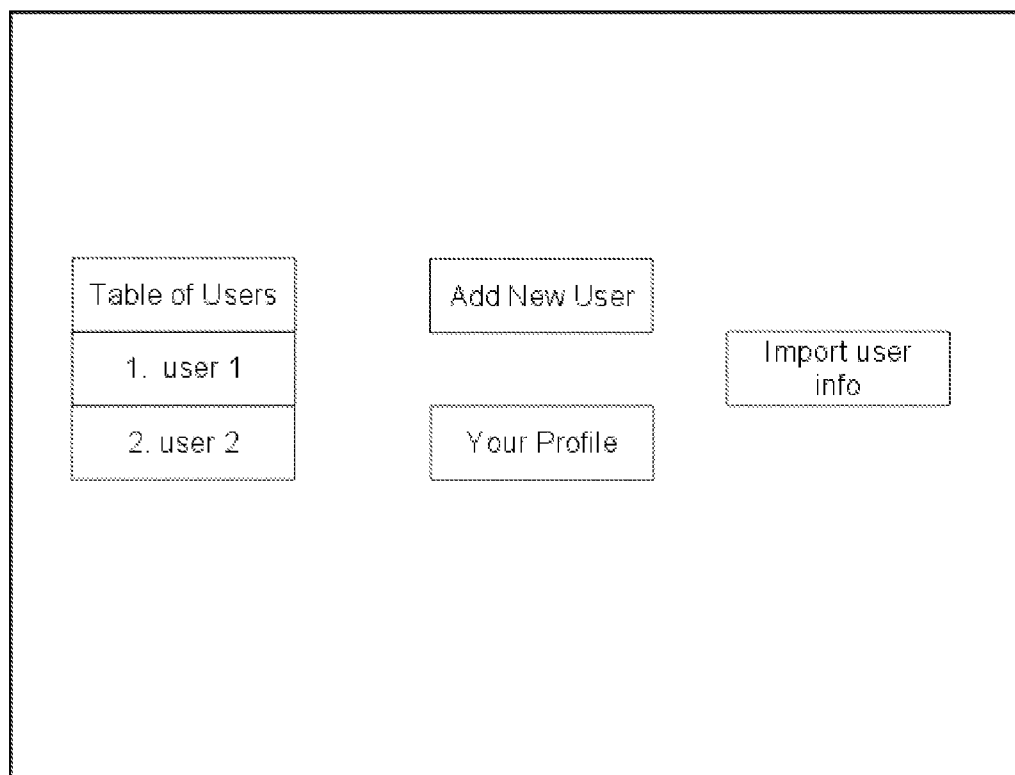 Table of Users
1. user 1
2. user 2
Add New User
Your Profile
Import user
info